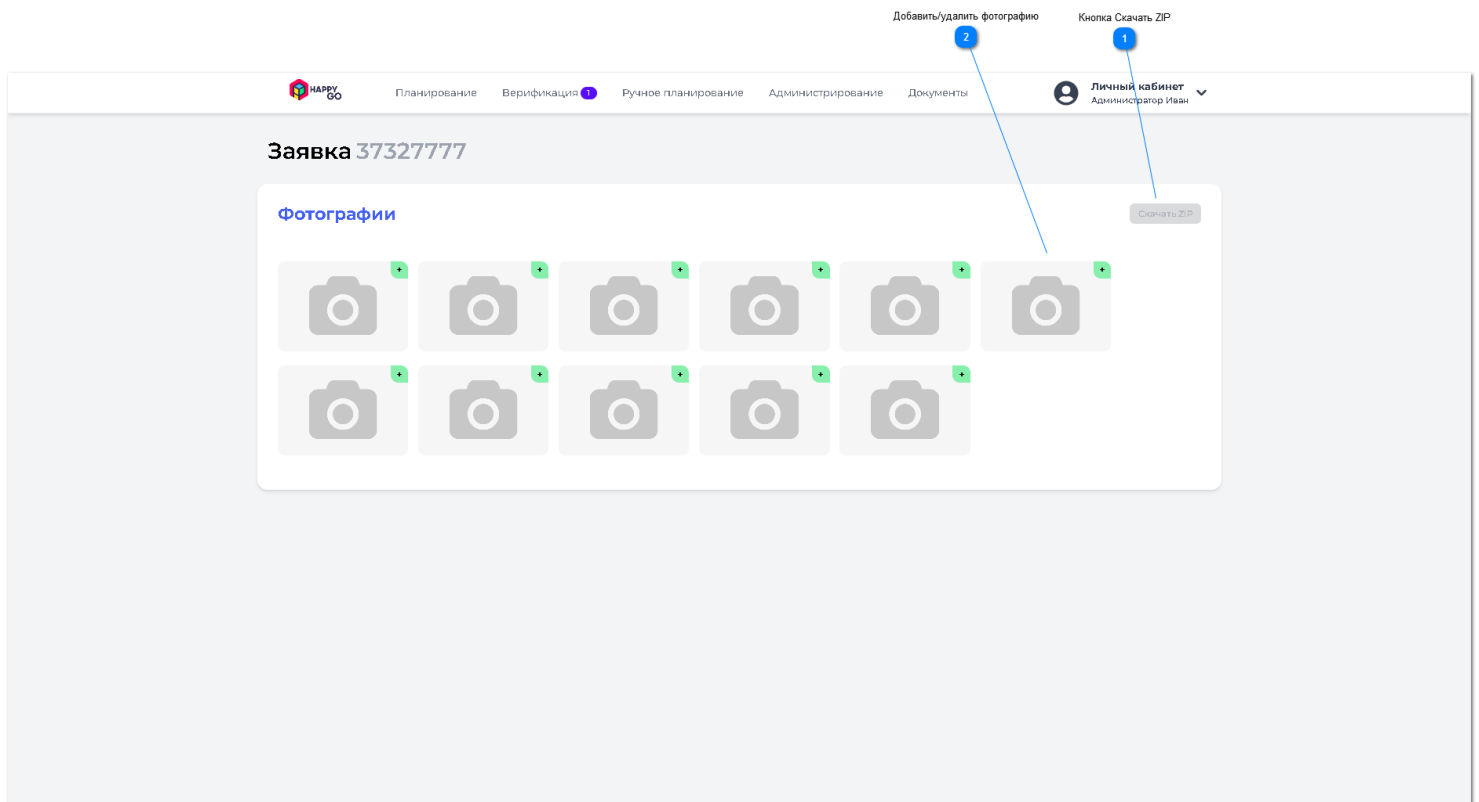 Добавить/удалить фотографию
Кнопка Скачать ZIP
2
1
HAPPY
GO
Планирование
Верификация 1
Ручное планирование
Администрирование
Документы
Личный кабинет
Администратор Иван
Заявка 37327777
Фотографии
Скачать ZIP
+ + + + + +
+ + + + +